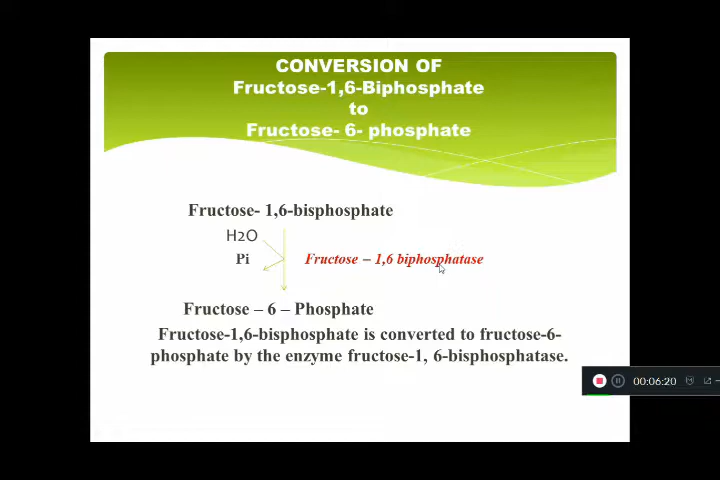 CONVERSION OF
Fructose-1,6-Biphosphate
to
Fructose- 6- phosphate
Fructose- 1,6-bisphosphate
H2O
Pi
Fructose – 1,6 biphosphatase
Fructose – 6 – Phosphate
Fructose-1,6-bisphosphate is converted to fructose-6-
phosphate by the enzyme fructose-1, 6-bisphosphatase.
00:06:20